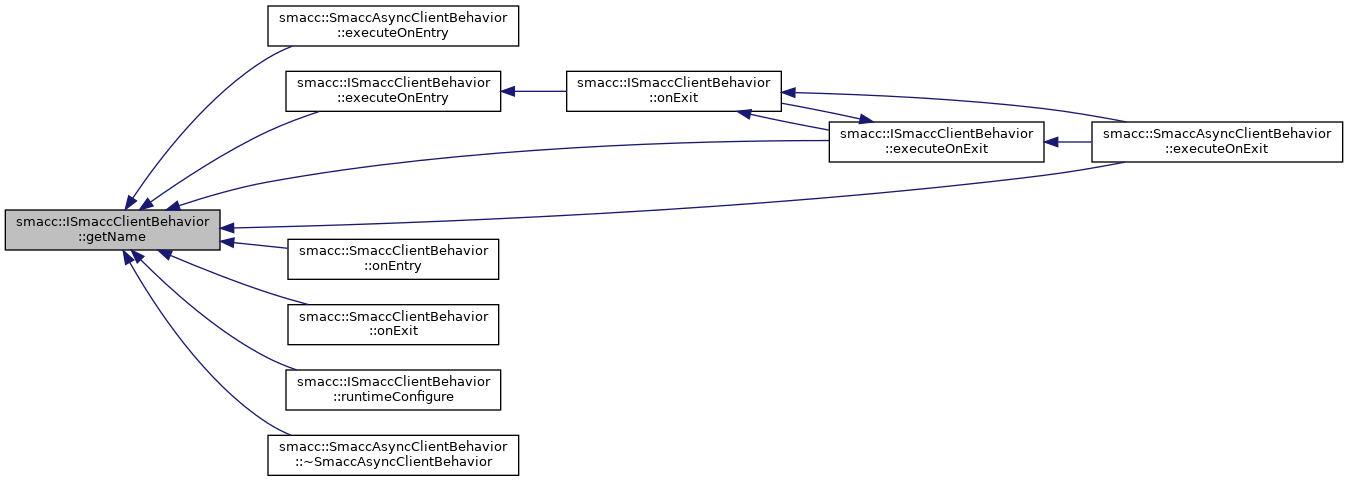 smacc::SmaccAsyncClientBehavior
::executeOnEntry
smacc::ISmaccClientBehavior
::executeOnEntry
smacc::ISmaccClientBehavior
::onExit
smacc::ISmaccClientBehavior
::executeOnExit
smacc::SmaccAsyncClientBehavior
::executeOnExit
smacc::ISmaccClientBehavior
::getName
smacc::SmaccClientBehavior
::onEntry
smacc::SmaccClientBehavior
::onExit
smacc::ISmaccClientBehavior
::runtimeConfigure
smacc::SmaccAsyncClientBehavior
::~SmaccAsyncClientBehavior